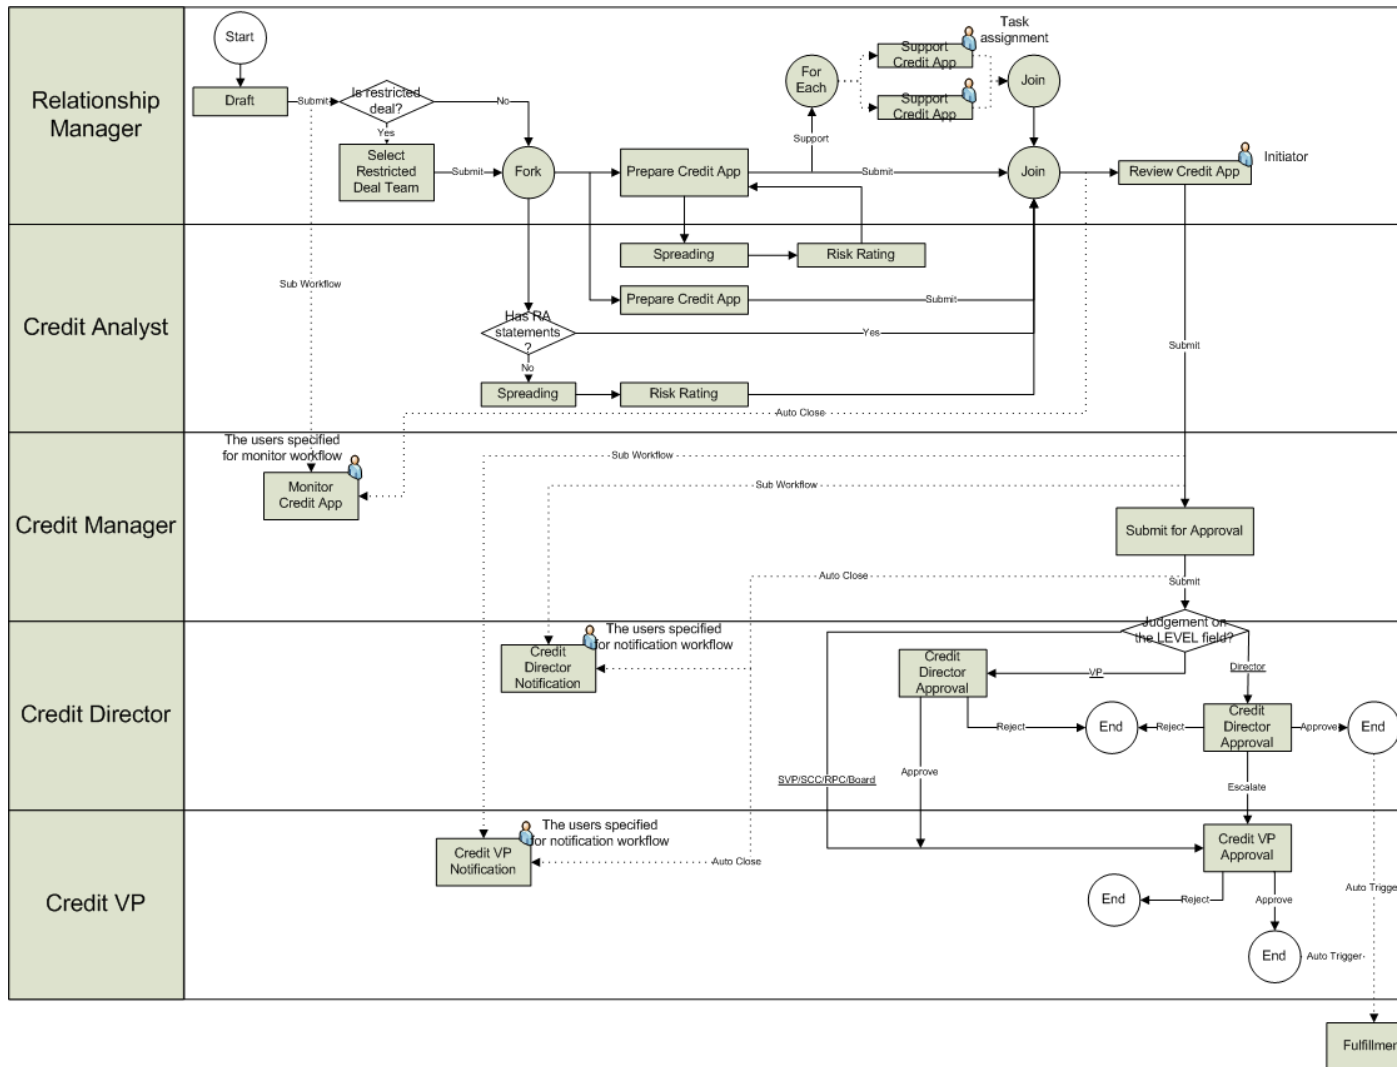 Relationship
Manager
Start
Draft
Submit
Is restricted
deal?
No
Yes
Select
Restricted
Deal Team
Submit
Fork
Prepare Credit App
Support
Submit
For
Each
Support
Credit App
Support
Credit App
Task
assignment
Join
Join
Initiator
Review Credit App
Credit Analyst
Sub Workflow
Spreading
Risk Rating
Prepare Credit App
Submit
Has RA
statements
?
Yes
No
Spreading
Risk Rating
Auto Close
Submit
Credit Manager
The users specified
for monitor workflow
Monitor
Credit App
Sub Workflow
Sub Workflow
Submit for Approval
Auto Close
Submit
Credit Director
The users specified
for notification workflow
Credit
Director
Notification
Judgement on
the LEVEL field?
Credit
Director
Approval
VP
Director
Reject
End
Reject
Credit
Director
Approval
Approve
End
SVP/SCC/RPC/Board
Approve
Escalate
Credit VP
The users specified
for notification workflow
Credit VP
Notification
Auto Close
Credit VP
Approval
End
Reject
Approve
Auto Trigge
End
Auto Trigger
Fulfillmer